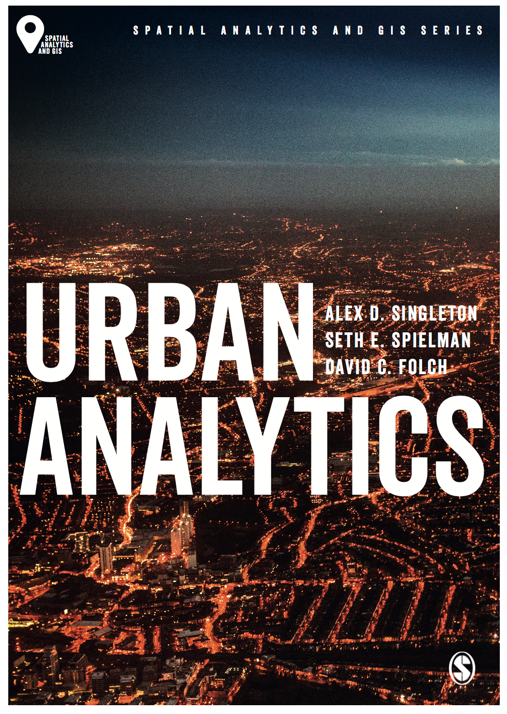 SPATIAL ANALYTICS AND GIS SERIES
SPATIAL
ANALYTICS
AND GIS
URBAN
ALEX D. SINGLETON
SETH E. SPIELMAN
DAVID C. FOLCH
ANALYTICS
S